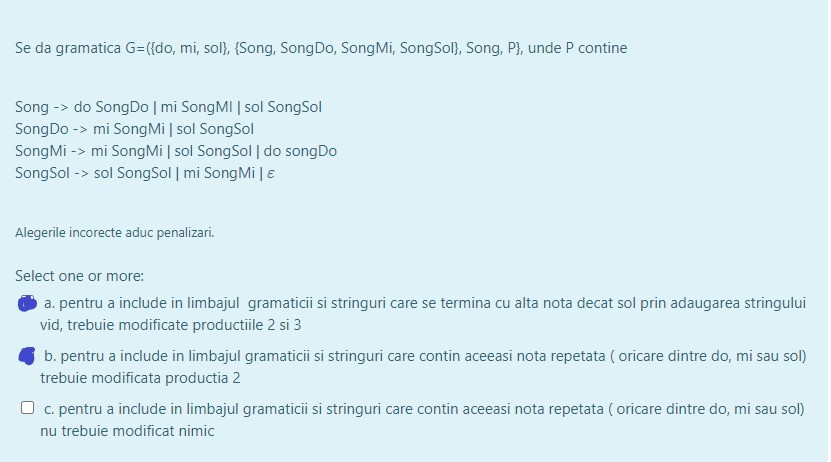 Se da gramatica G=({do, mi, sol}, {Song, SongDo, SongMi, SongSol}, Song, P}, unde P contine
Song -> do SongDo | mi SongMI | sol SongSol
SongDo -> mi SongMi | sol SongSol
SongMi -> mi SongMi | sol SongSol | do songDo
SongSol -> sol SongSol | mi SongMi | ε
Alegerile incorecte aduc penalizari.
Select one or more:
a. pentru a include in limbajul gramaticii si stringuri care se termina cu alta nota decat sol prin adaugarea stringului
vid, trebuie modificate productiile 2 si 3
b. pentru a include in limbajul gramaticii si stringuri care contin aceeasi nota repetata ( oricare dintre do, mi sau sol)
trebuie modificata productia 2
c. pentru a include in limbajul gramaticii si stringuri care contin aceeasi nota repetata ( oricare dintre do, mi sau sol)
nu trebuie modificat nimic